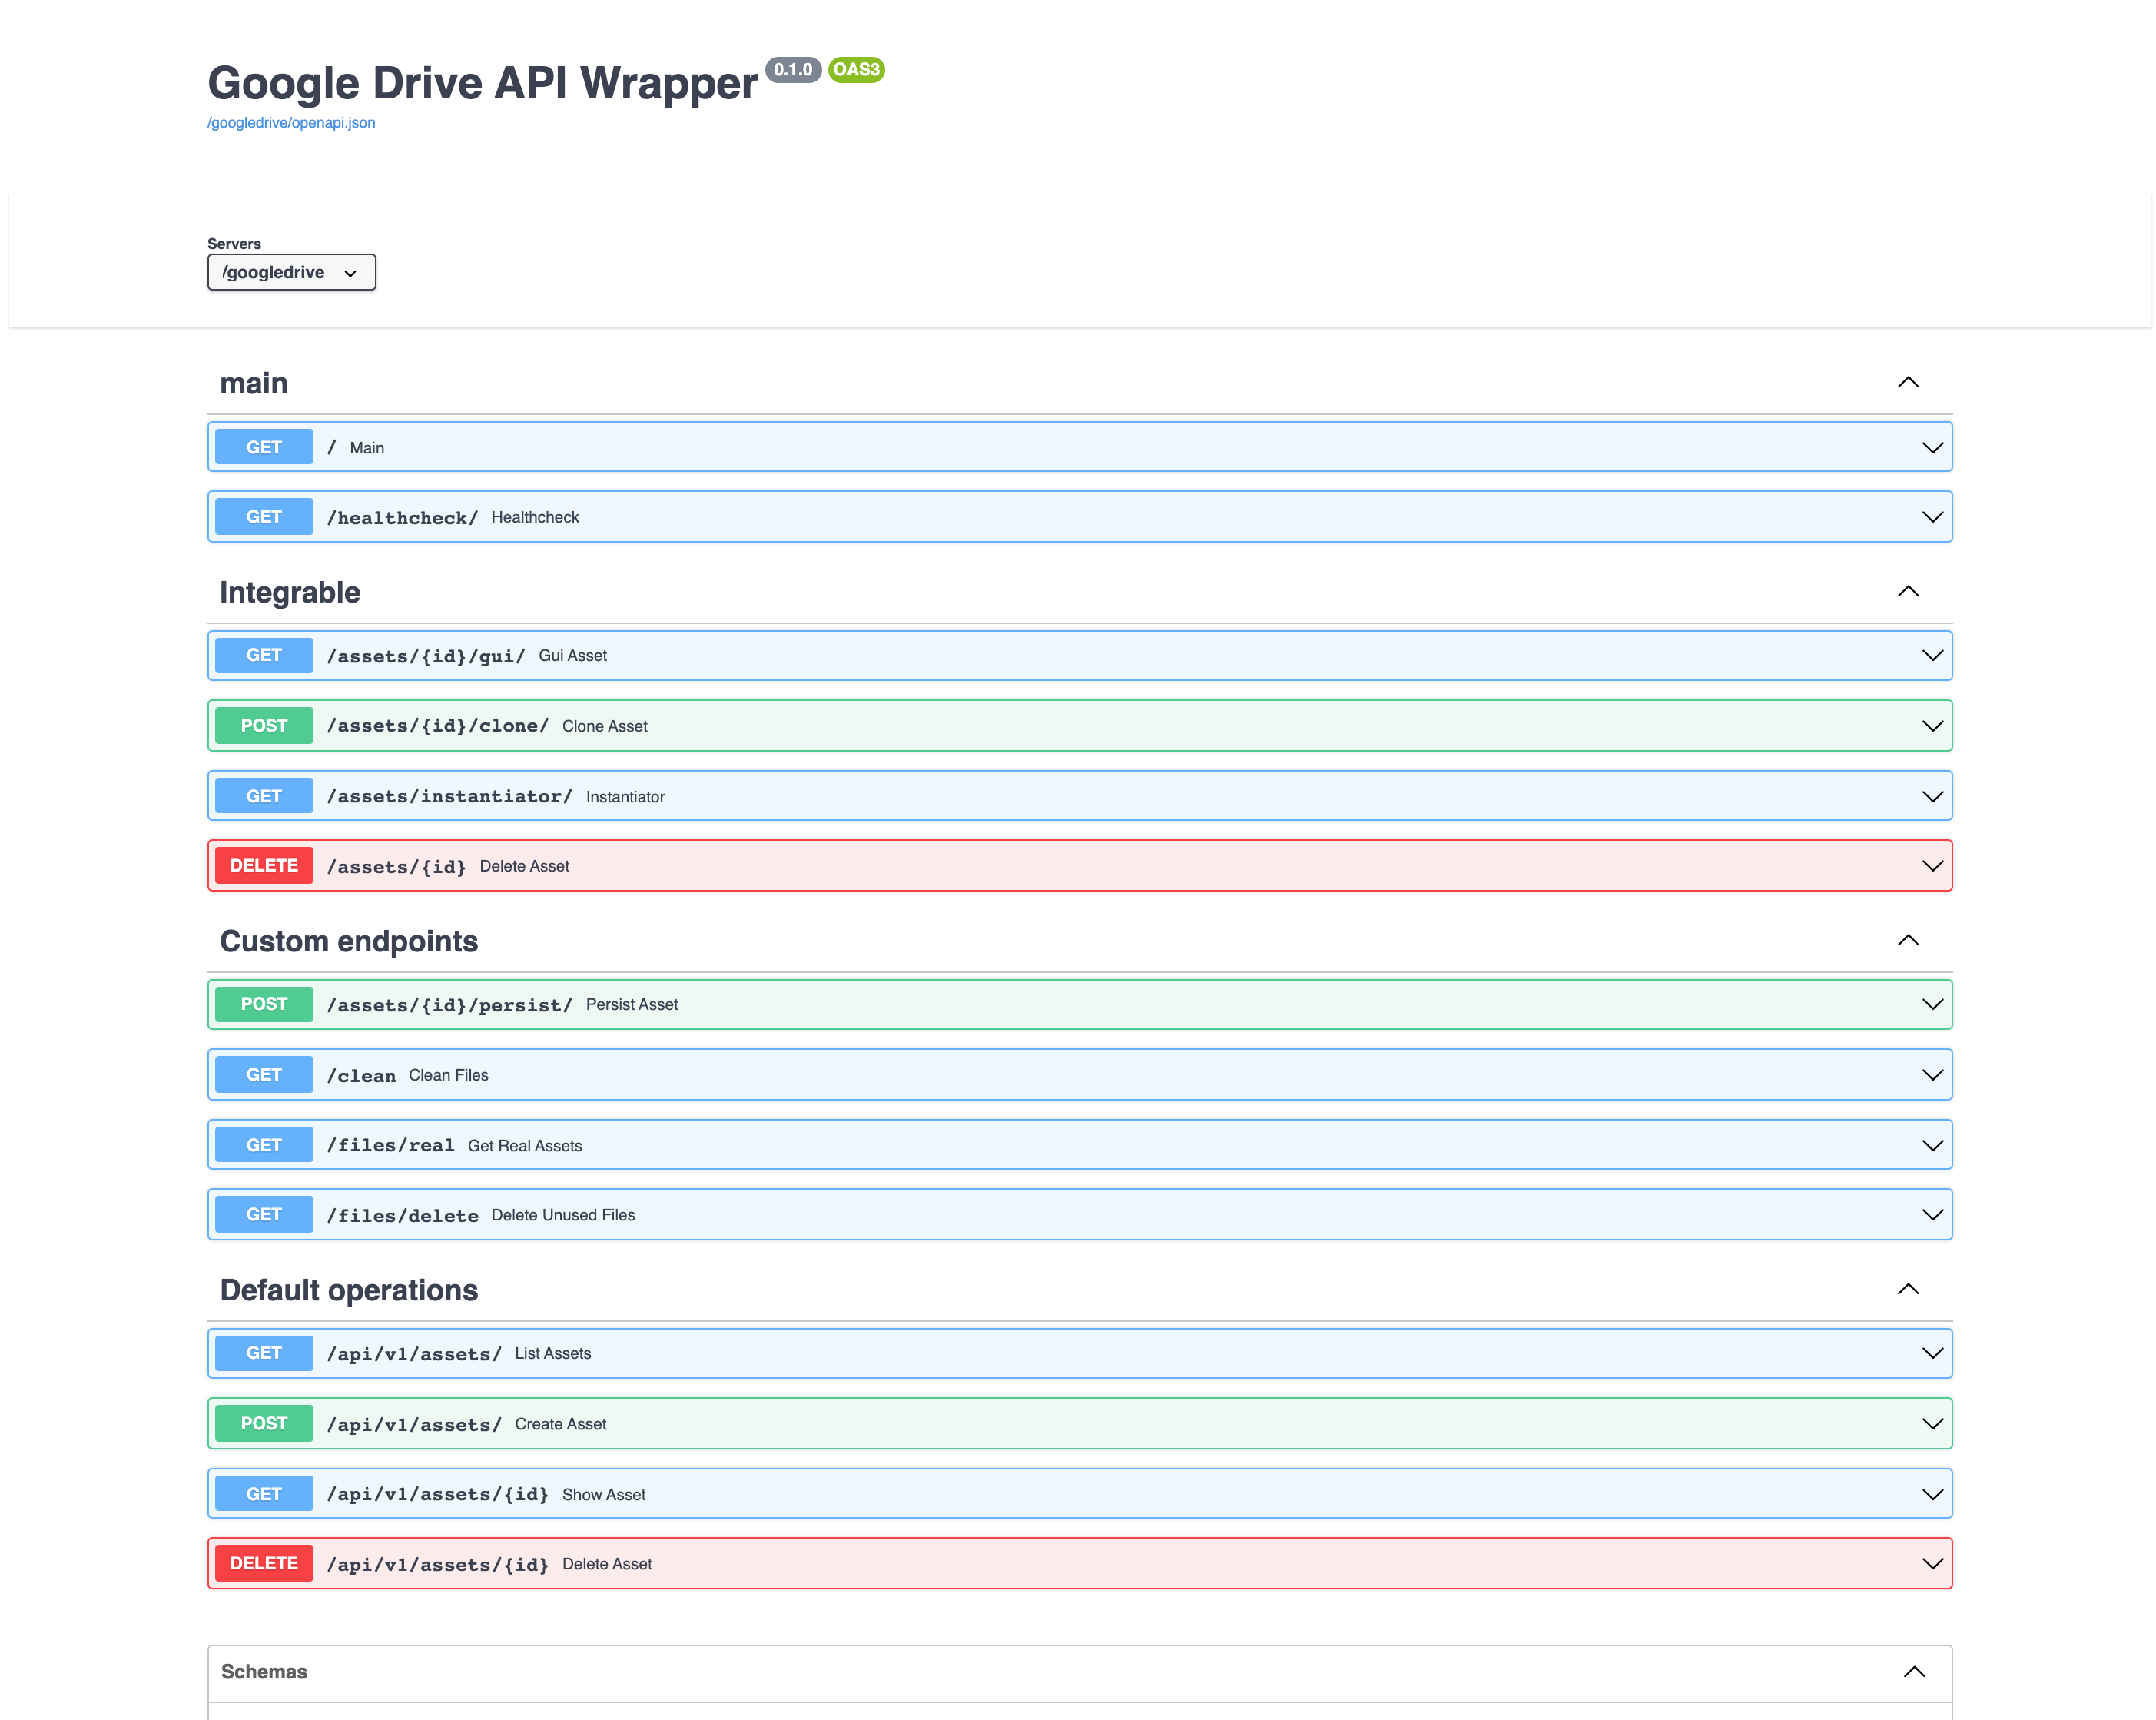 Google Drive API Wrapper 0.1.0 OAS3
/googledrive/openapi.json
Servers
/googledrive
main
GET / Main
GET /healthcheck/ Healthcheck
Integrable
GET /assets/{id}/gui/ Gui Asset
POST /assets/{id}/clone/ Clone Asset
GET /assets/instantiator/ Instantiator
DELETE /assets/{id} Delete Asset
Custom endpoints
POST /assets/{id}/persist/ Persist Asset
GET /clean Clean Files
GET /files/real Get Real Assets
GET /files/delete Delete Unused Files
Default operations
GET /api/v1/assets/ List Assets
POST /api/v1/assets/ Create Asset
GET /api/v1/assets/{id} Show Asset
DELETE /api/v1/assets/{id} Delete Asset
Schemas